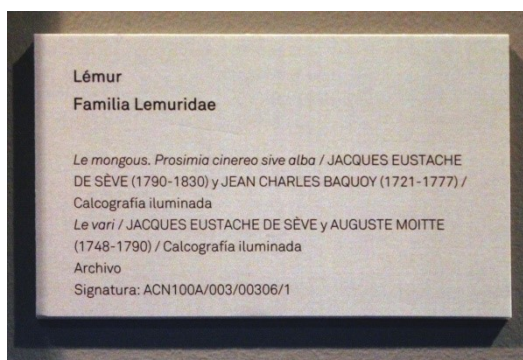 Lémur
Familia Lemuridae
Le mongous. Prosimia cinereo sive alba / JACQUES EUSTACHE
DE SÈVE (1790-1830) y JEAN CHARLES BAQUOY (1721-1777) /
Calcografía iluminada
Le vari / JACQUES EUSTACHE DE SÈVE y AUGUSTE MOITTE
(1748-1790) / Calcografía iluminada
Archivo
Signatura: ACN100A/003/00306/1